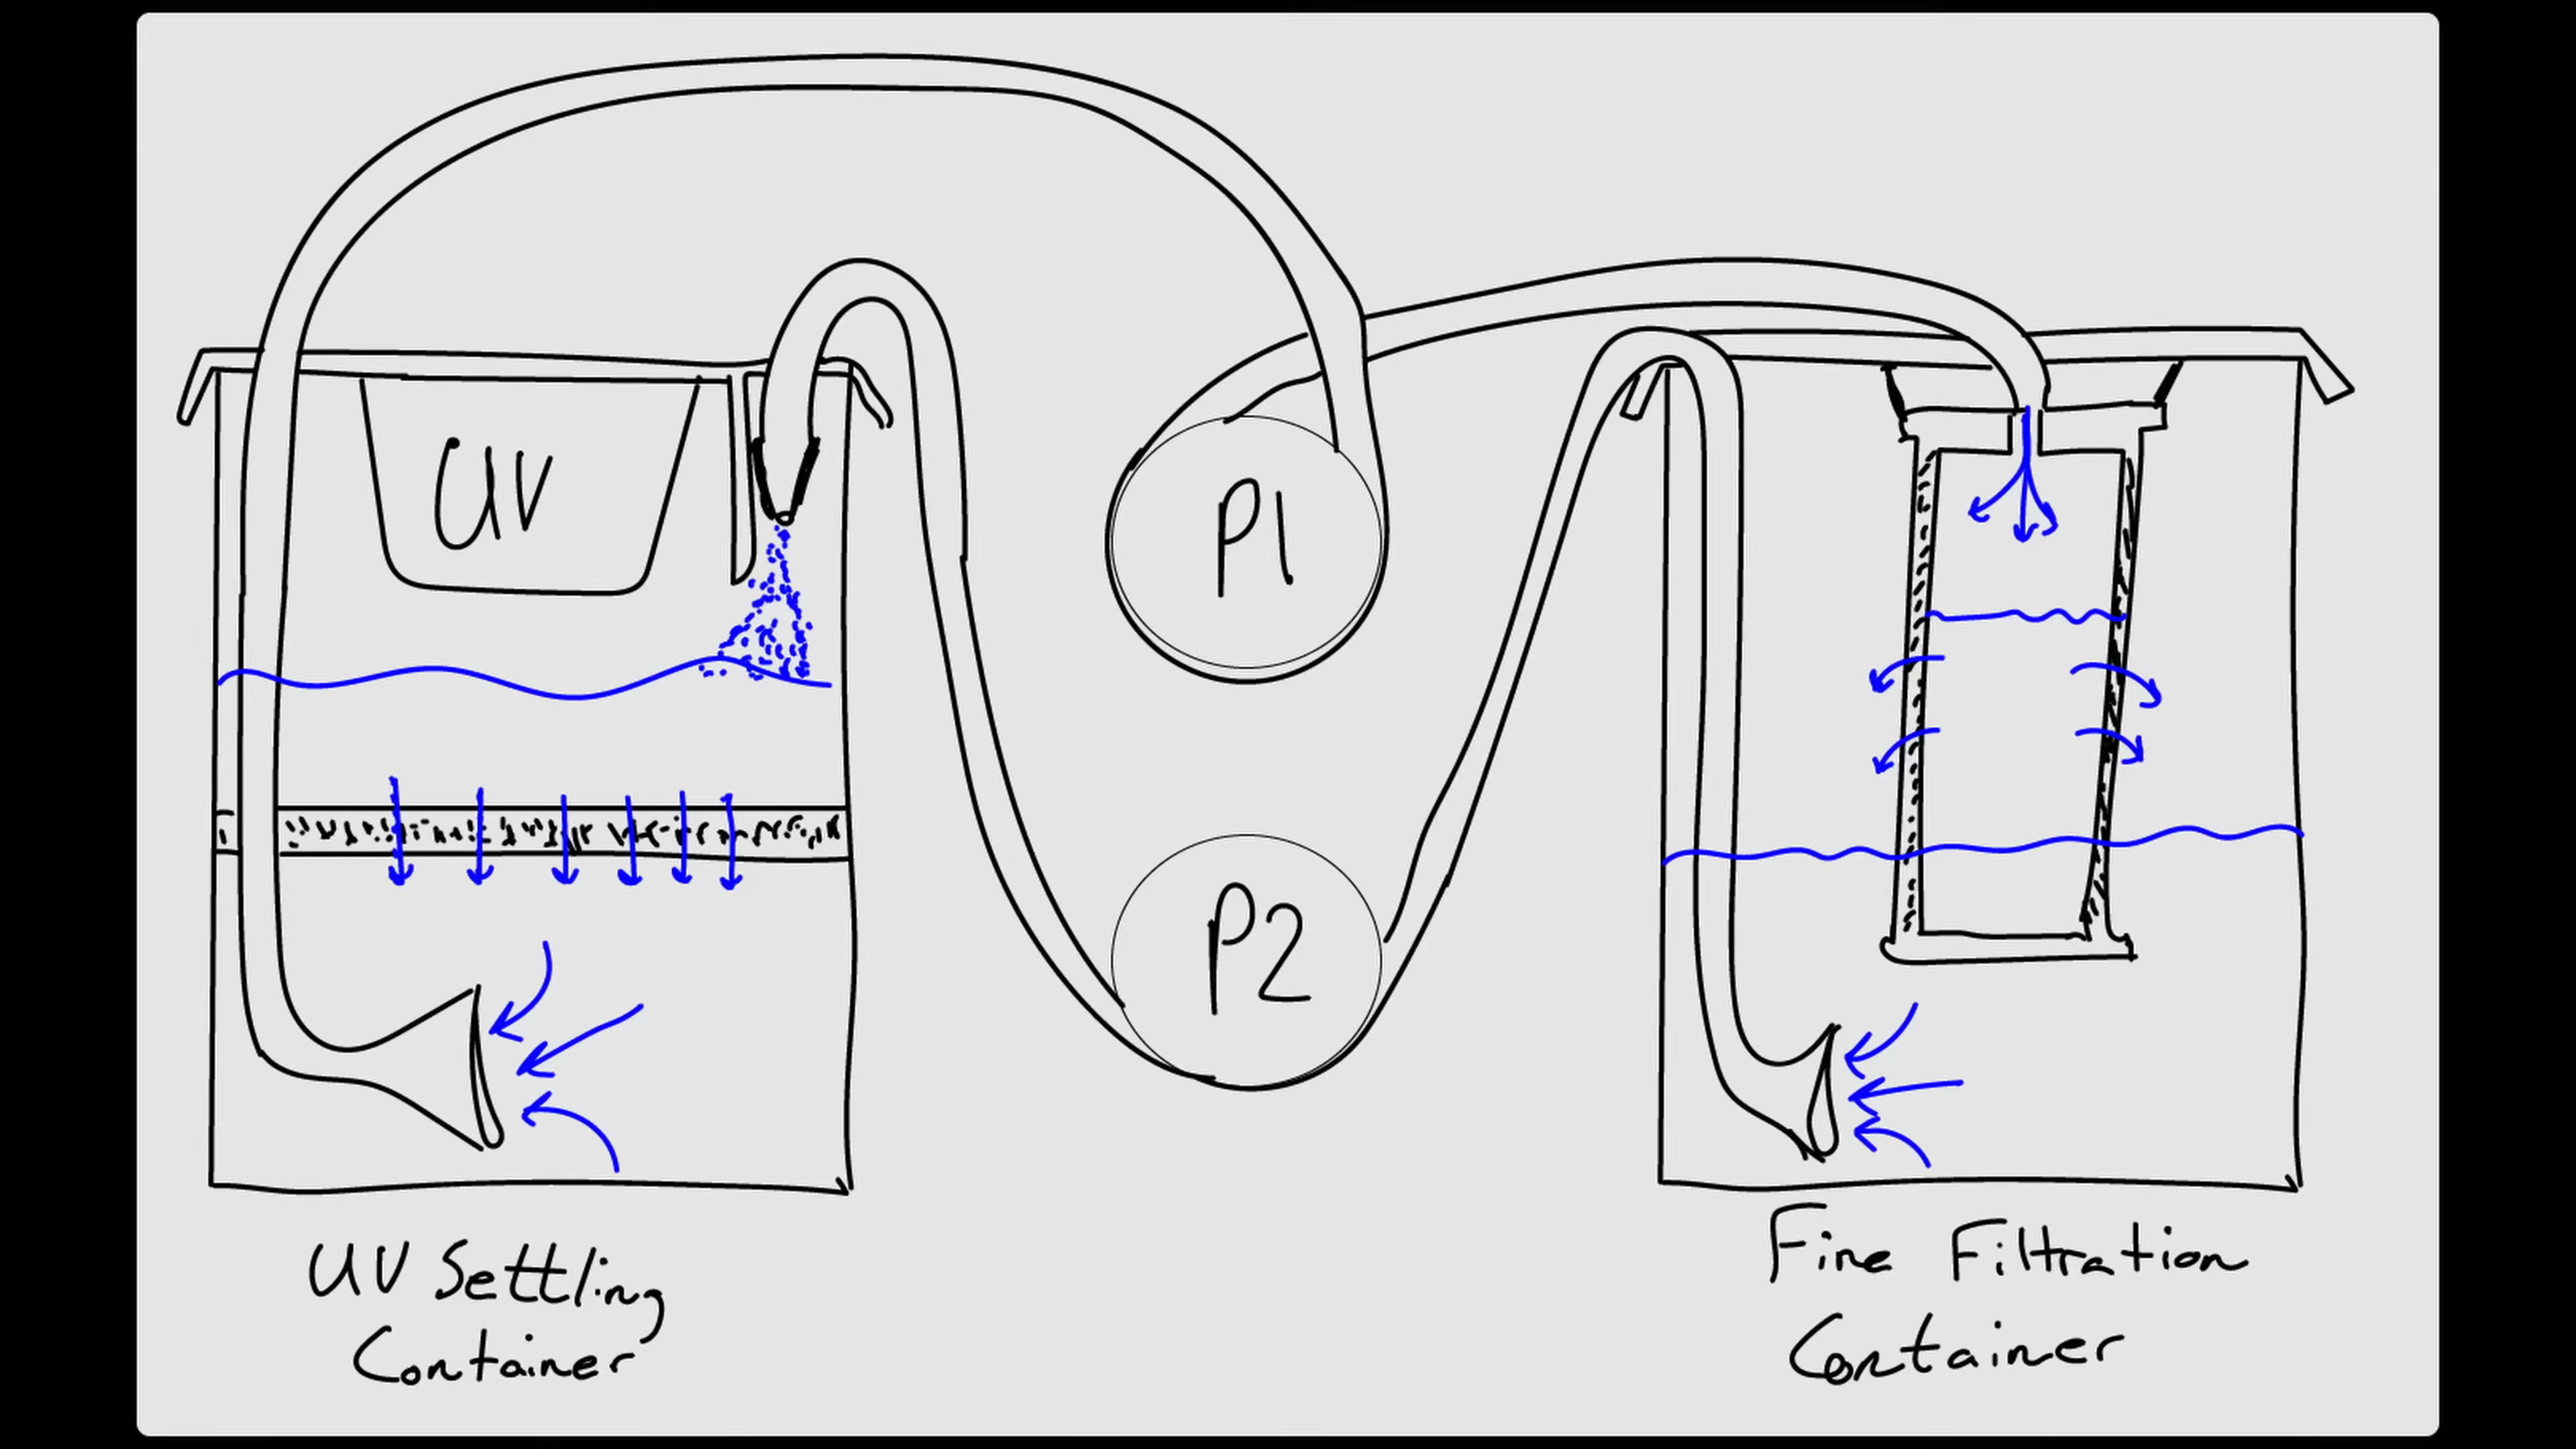 UV
P1
P2
UV Settling
Container
Fine Filtration
Container